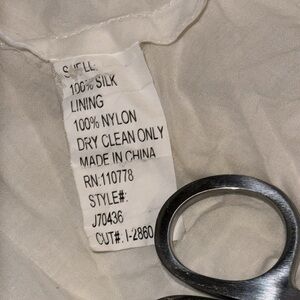 SHELL:
100% SILK
LINING
100% NYLON
DRY CLEAN ONLY
MADE IN CHINA
RN:110778
STYLE#:
J70436
CUT#: I-2860